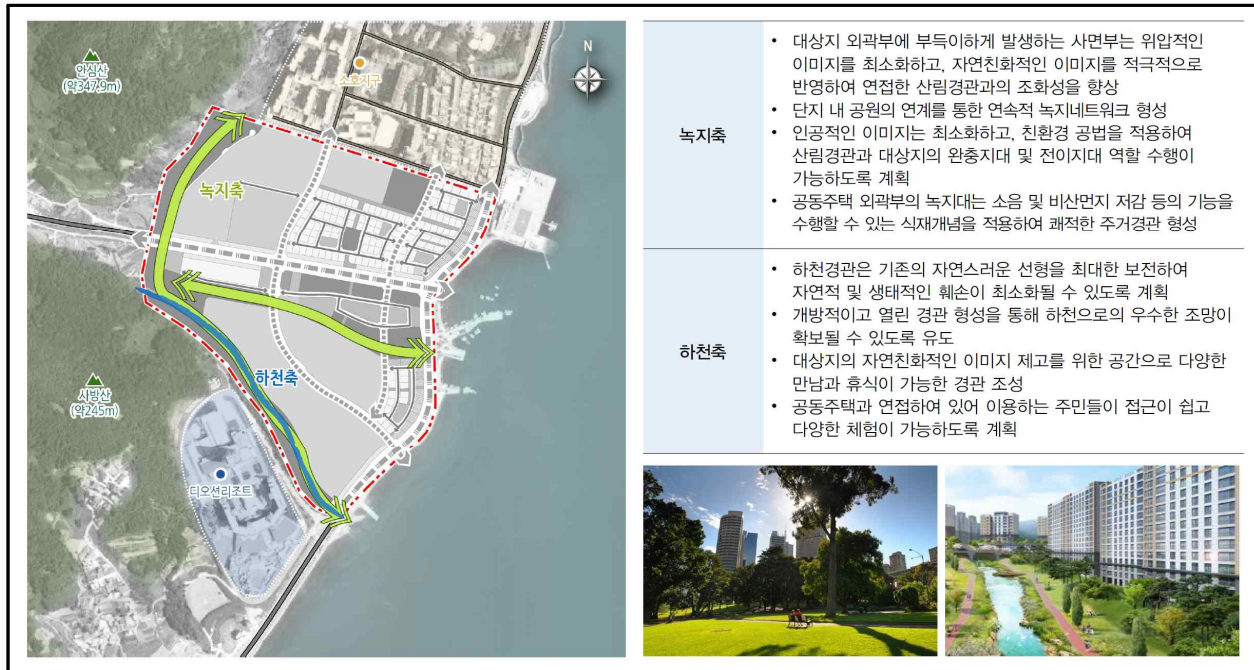 안심산
(약347.9m)
소호지구
N
녹지축
하천축
사방산
(약245m)
디오션리조트
녹지축
• 대상지 외곽부에 부득이하게 발생하는 사면부는 위압적인
이미지를 최소화하고, 자연친화적인 이미지를 적극적으로
반영하여 연접한 산림경관과의 조화성을 향상
• 단지 내 공원의 연계를 통한 연속적 녹지네트워크 형성
• 인공적인 이미지는 최소화하고, 친환경 공법을 적용하여
산림경관과 대상지의 완충지대 및 전이지대 역할 수행이
가능하도록 계획
• 공동주택 외곽부의 녹지대는 소음 및 비산먼지 저감 등의 기능을
수행할 수 있는 식재개념을 적용하여 쾌적한 주거경관 형성
하천축
• 하천경관은 기존의 자연스러운 선형을 최대한 보전하여
자연적 및 생태적인 훼손이 최소화될 수 있도록 계획
• 개방적이고 열린 경관 형성을 통해 하천으로의 우수한 조망이
확보될 수 있도록 유도
• 대상지의 자연친화적인 이미지 제고를 위한 공간으로 다양한
만남과 휴식이 가능한 경관 조성
• 공동주택과 연접하여 있어 이용하는 주민들이 접근이 쉽고
다양한 체험이 가능하도록 계획